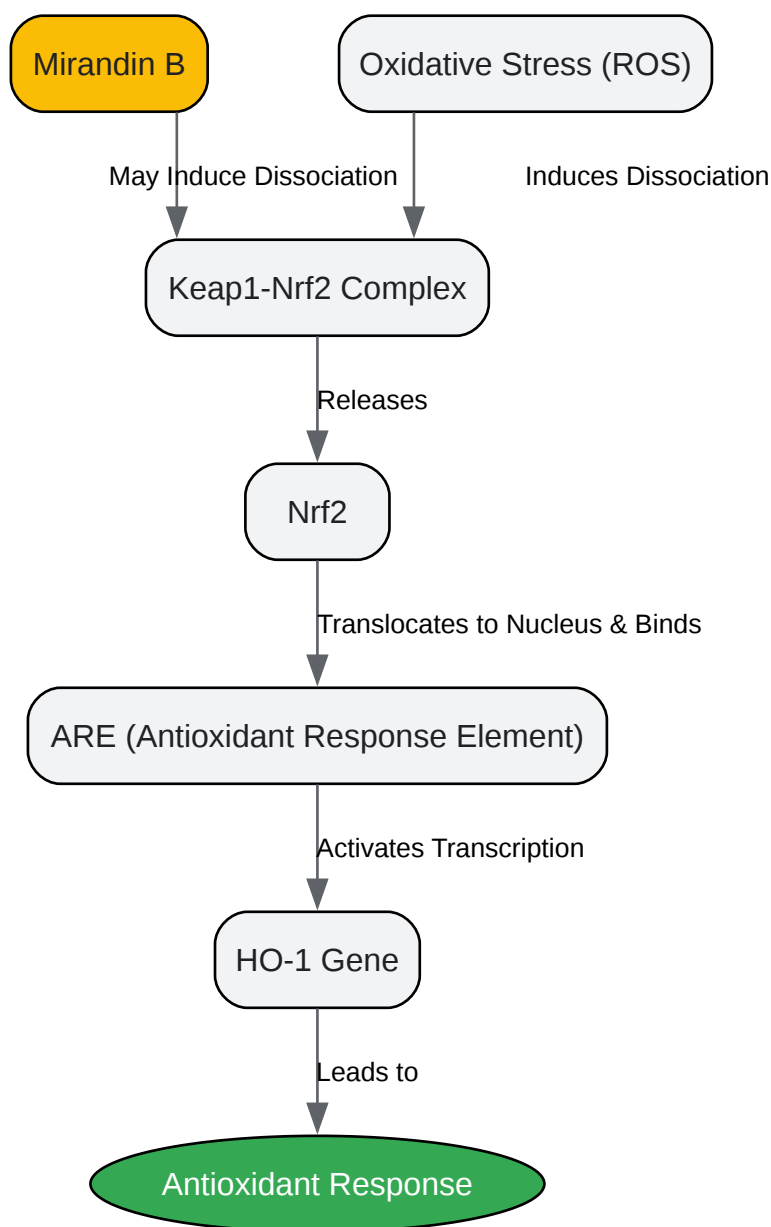 Mirandin B
Oxidative Stress (ROS)
May Induce Dissociation
Induces Dissociation
Keap1-Nrf2 Complex
Releases
Nrf2
Translocates to Nucleus & Binds
ARE (Antioxidant Response Element)
Activates Transcription
HO-1 Gene
Leads to
Antioxidant Response